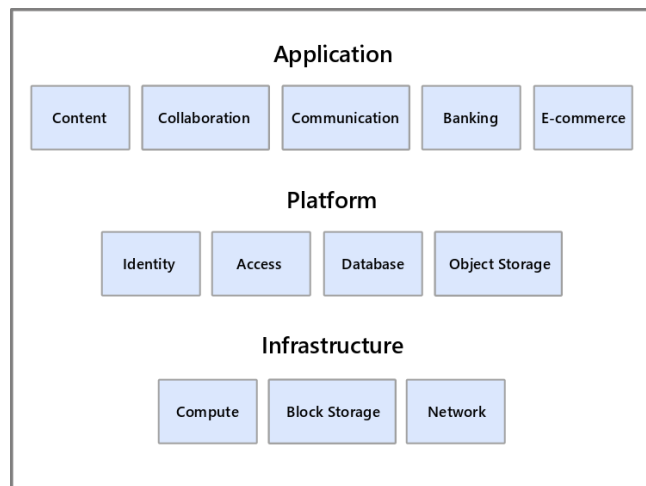 Application
Content
Collaboration
Communication
Banking
E-commerce
Platform
Identity
Access
Database
Object Storage
Infrastructure
Compute
Block Storage
Network